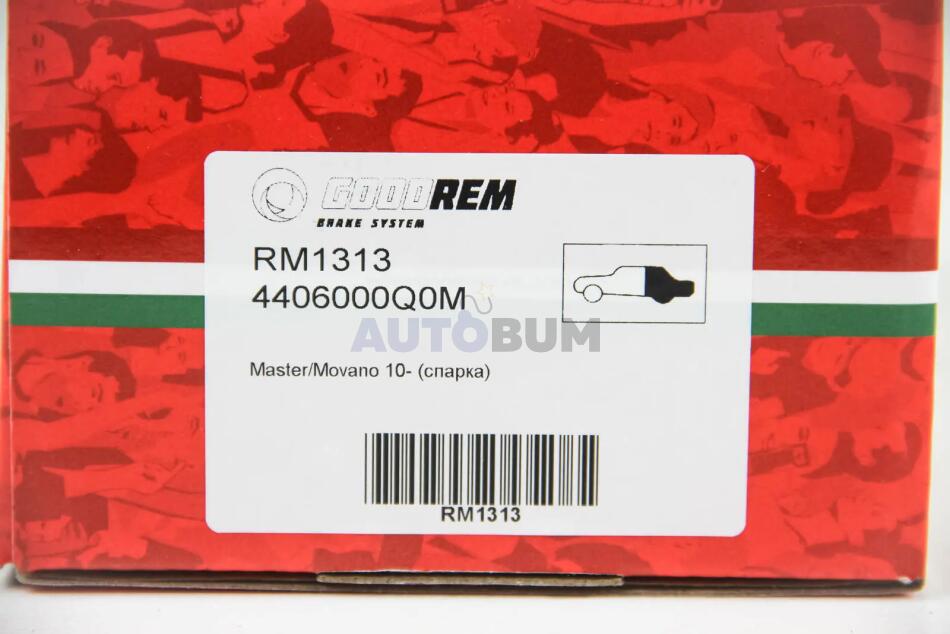 GOODREM
BRAKE SYSTEM
RM1313
4406000Q0M
AUTOBUM
Master/Movano 10- (спарка)
RM1313